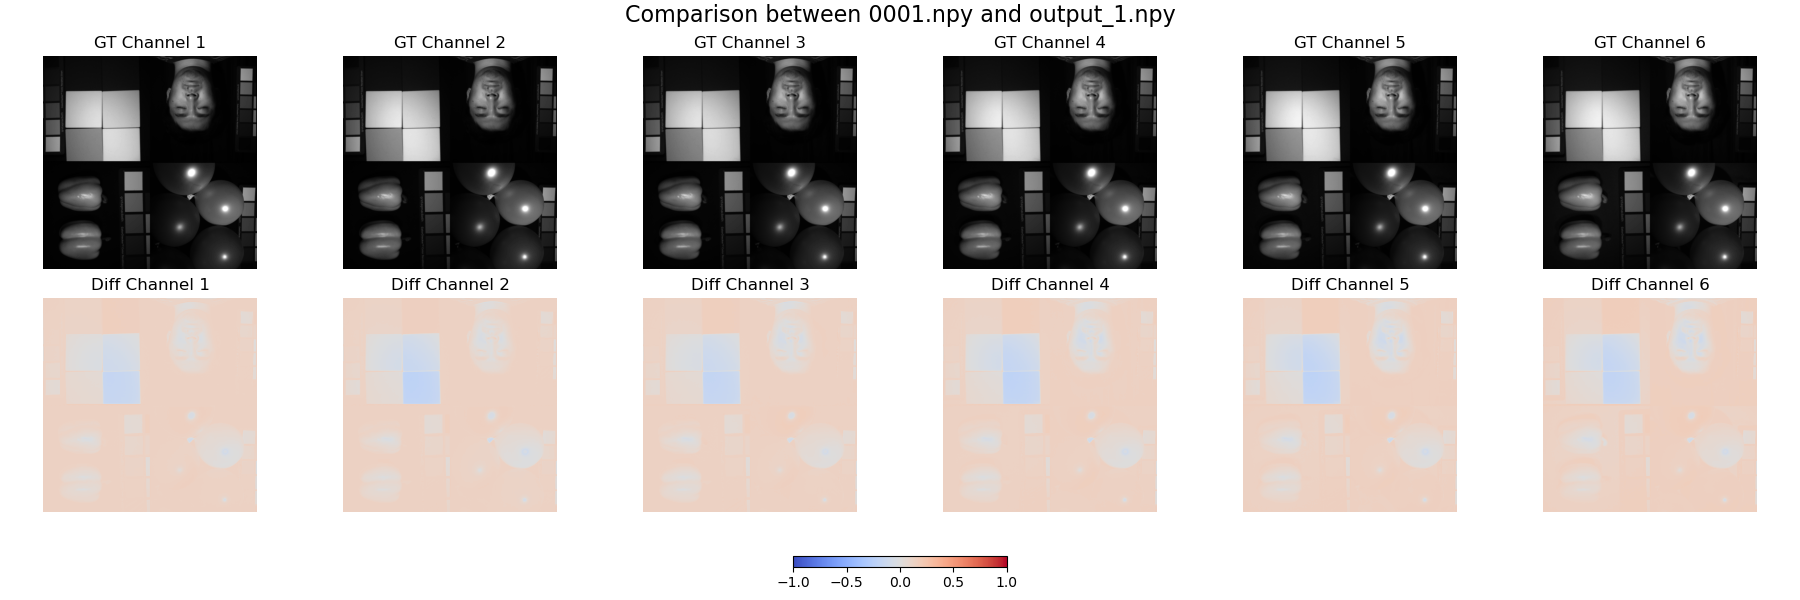 Comparison between 0001.npy and output_1.npy
GT Channel 1
GT Channel 2
GT Channel 3
GT Channel 4
GT Channel 5
GT Channel 6
Diff Channel 1
Diff Channel 2
Diff Channel 3
Diff Channel 4
Diff Channel 5
Diff Channel 6
−1.0
−0.5
0.0
0.5
1.0